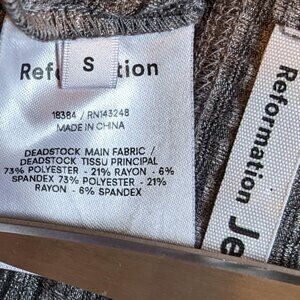 Ref
S
tion
18384 / RN143248
MADE IN CHINA
DEADSTOCK MAIN FABRIC /
DEADSTOCK TISSU PRINCIPAL
73% POLYESTER - 21% RAYON - 6%
SPANDEX 73% POLYESTER - 21%
RAYON - 6% SPANDEX
Reformation Je